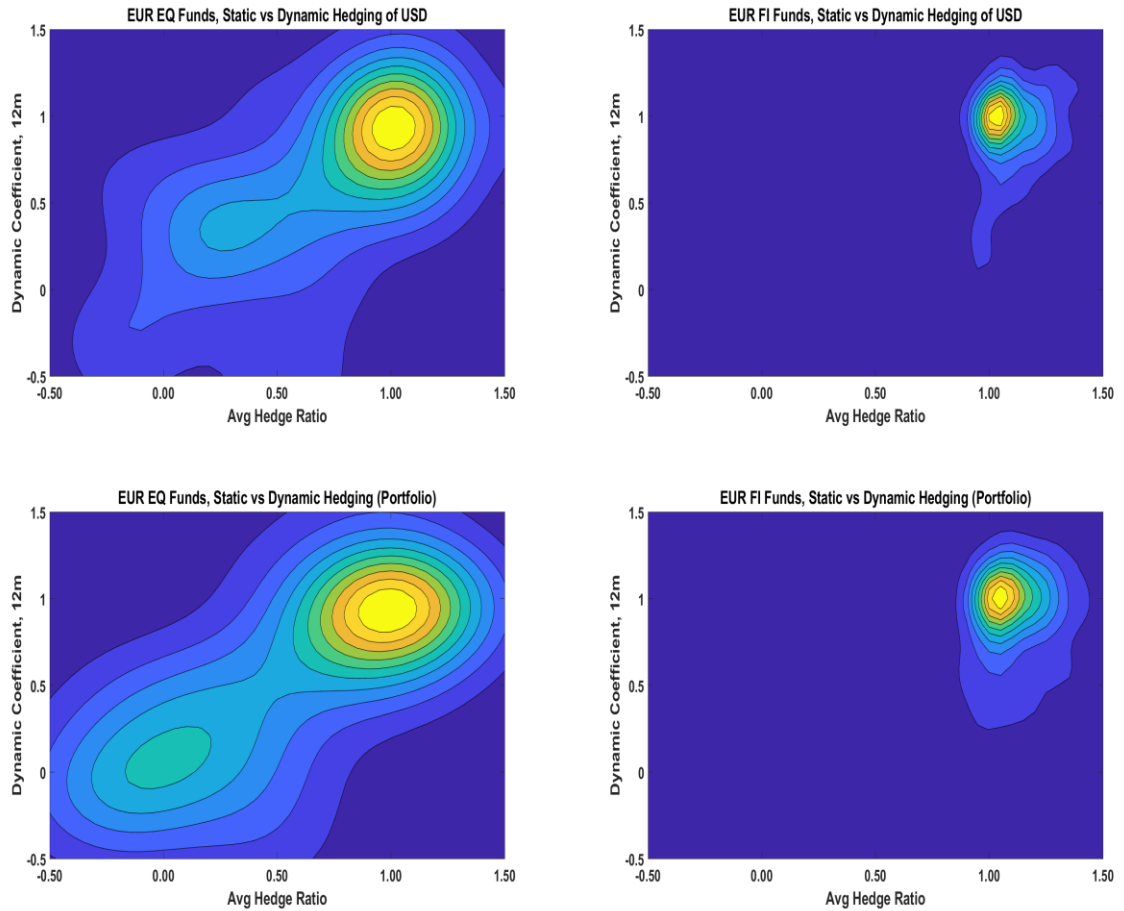 EUR EQ Funds, Static vs Dynamic Hedging of USD
1.5
1
0.5
0
-0.5
Dynamic Coefficient, 12m
-0.50 0.00 0.50 1.00 1.50
Avg Hedge Ratio
EUR FI Funds, Static vs Dynamic Hedging of USD
1.5
1
0.5
0
-0.5
Dynamic Coefficient, 12m
-0.50 0.00 0.50 1.00 1.50
Avg Hedge Ratio
EUR EQ Funds, Static vs Dynamic Hedging (Portfolio)
1.5
1
0.5
0
-0.5
Dynamic Coefficient, 12m
-0.50 0.00 0.50 1.00 1.50
Avg Hedge Ratio
EUR FI Funds, Static vs Dynamic Hedging (Portfolio)
1.5
1
0.5
0
-0.5
Dynamic Coefficient, 12m
-0.50 0.00 0.50 1.00 1.50
Avg Hedge Ratio